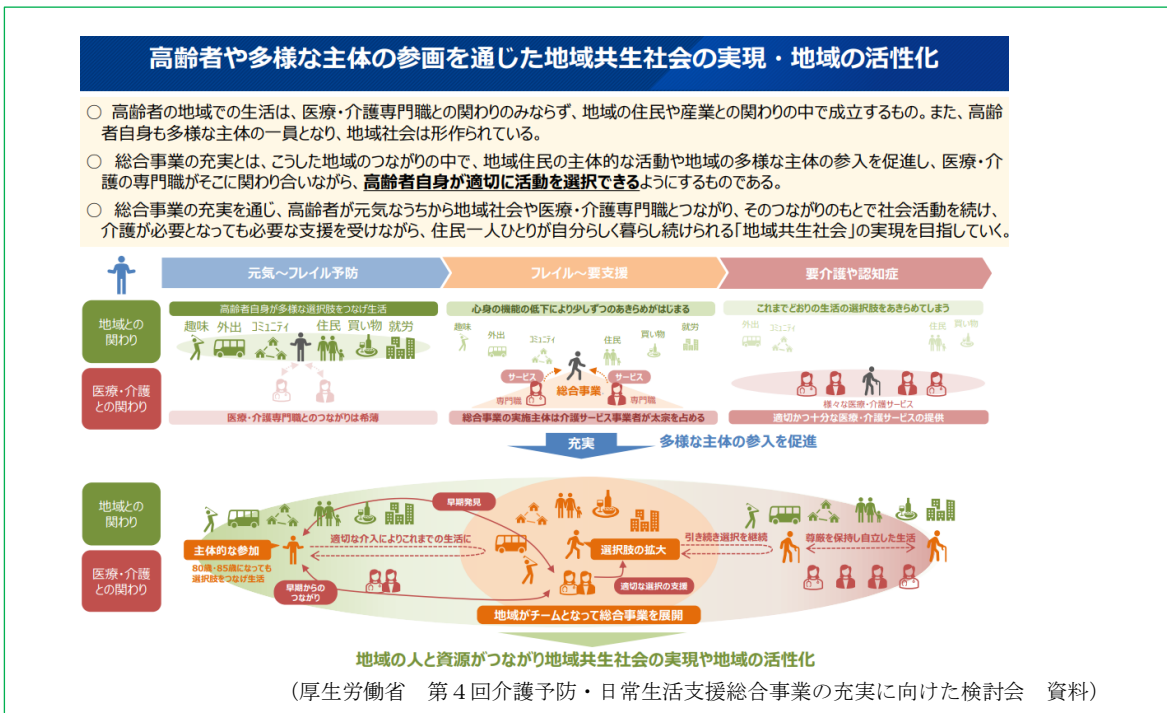 高齢者や多様な主体の参画を通じた地域共生社会の実現・地域の活性化
○ 高齢者の地域での生活は、医療・介護専門職との関わりのみならず、地域の住民や産業との関わりの中で成立するもの。また、高齢
者自身も多様な主体の一員となり、地域社会は形作られている。
○ 総合事業の充実とは、こうした地域のつながりの中で、地域住民の主体的な活動や地域の多様な主体の参入を促進し、医療・介
護の専門職がそこに関わり合いながら、高齢者自身が適切に活動を選択できるようにするものである。
○ 総合事業の充実を通じ、高齢者が元気なうちから地域社会や医療・介護専門職とつながり、そのつながりのもとで社会活動を続け、
介護が必要となっても必要な支援を受けながら、住民一人ひとりが自分らしく暮らし続けられる「地域共生社会」の実現を目指していく。
元気~フレイル予防
フレイル~要支援
要介護や認知症
地域との
関わり
高齢者自身が多様な選択肢をつなげ生活
趣味 外出 コミュニティ 住民 買い物 就労
心身の機能の低下により少しずつのあきらめがはじまる
趣味 外出 コミュニティ 住民 買い物 就労
これまでどおりの生活の選択肢をあきらめてしまう
外出 コミュニティ 住民 買い物
医療・介護
との関わり
医療・介護専門職とのつながりは希薄
サービス
サービス
総合事業
専門職
専門職
総合事業の実施主体は介護サービス事業者が太宗を占める
様々な医療・介護サービス
適切かつ十分な医療・介護サービスの提供
充実
多様な主体の参入を促進
地域との
関わり
医療・介護
との関わり
早期発見
主体的な参加
80歳・85歳になっても
選択肢をつなげ生活
適切な介入によりこれまでの生活に
早期からの
つながり
選択肢の拡大
適切な選択の支援
引き続き選択を継続
尊厳を保持し自立した生活
地域がチームとなって総合事業を展開
地域の人と資源がつながり地域共生社会の実現や地域の活性化
(厚生労働省 第4回介護予防・日常生活支援総合事業の充実に向けた検討会 資料)